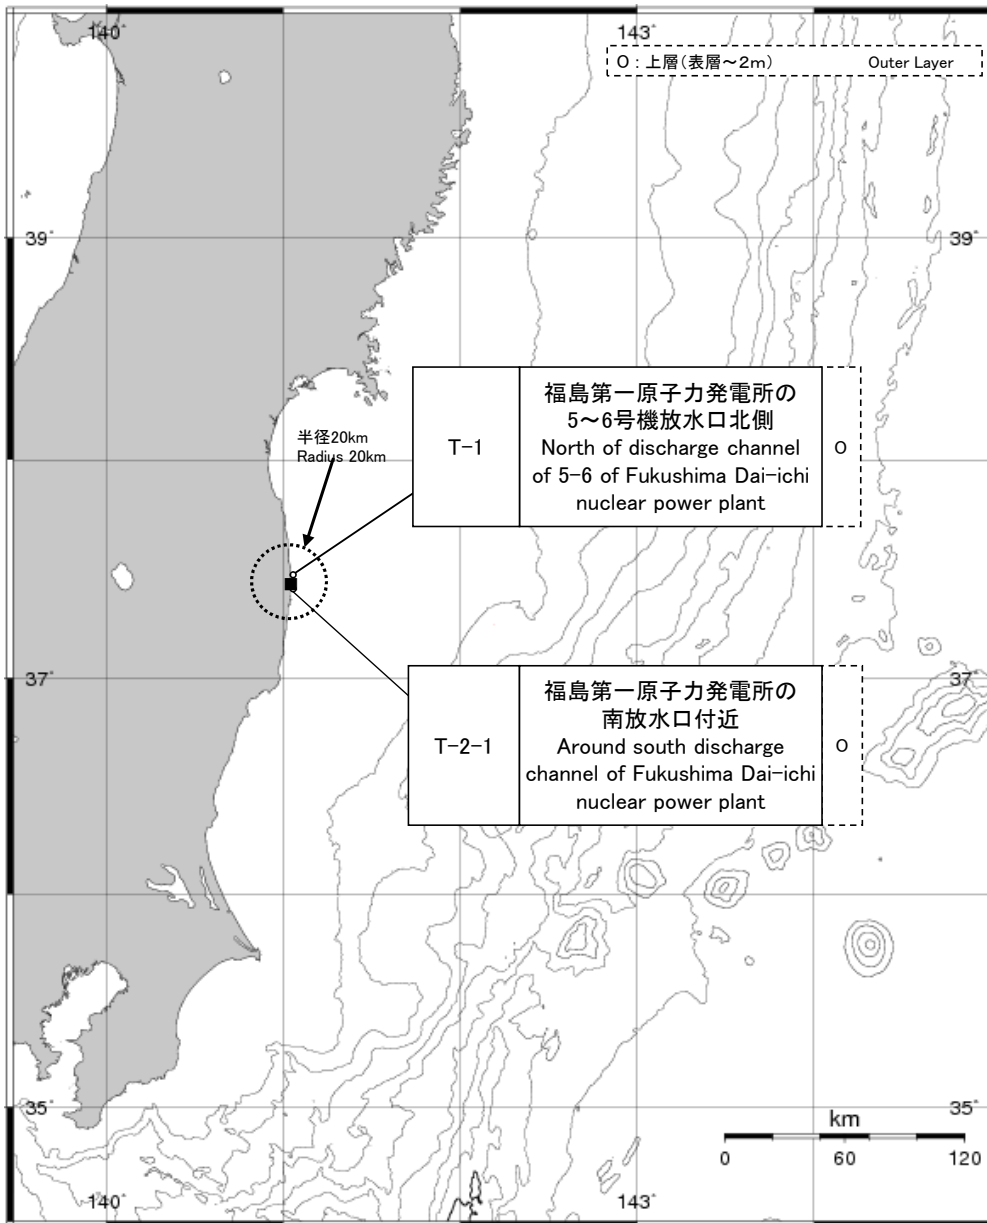 140°
143°
O : 上層(表層～2m) Outer Layer
39°
39°
福島第一原子力発電所の
5～6号機放水口北側
T-1
North of discharge channel
of 5-6 of Fukushima Dai-ichi
nuclear power plant
O
半径20km
Radius 20km
37°
37°
福島第一原子力発電所の
南放水口付近
T-2-1
Around south discharge
channel of Fukushima Dai-ichi
nuclear power plant
O
35°
35°
km
0 60 120
140°
143°